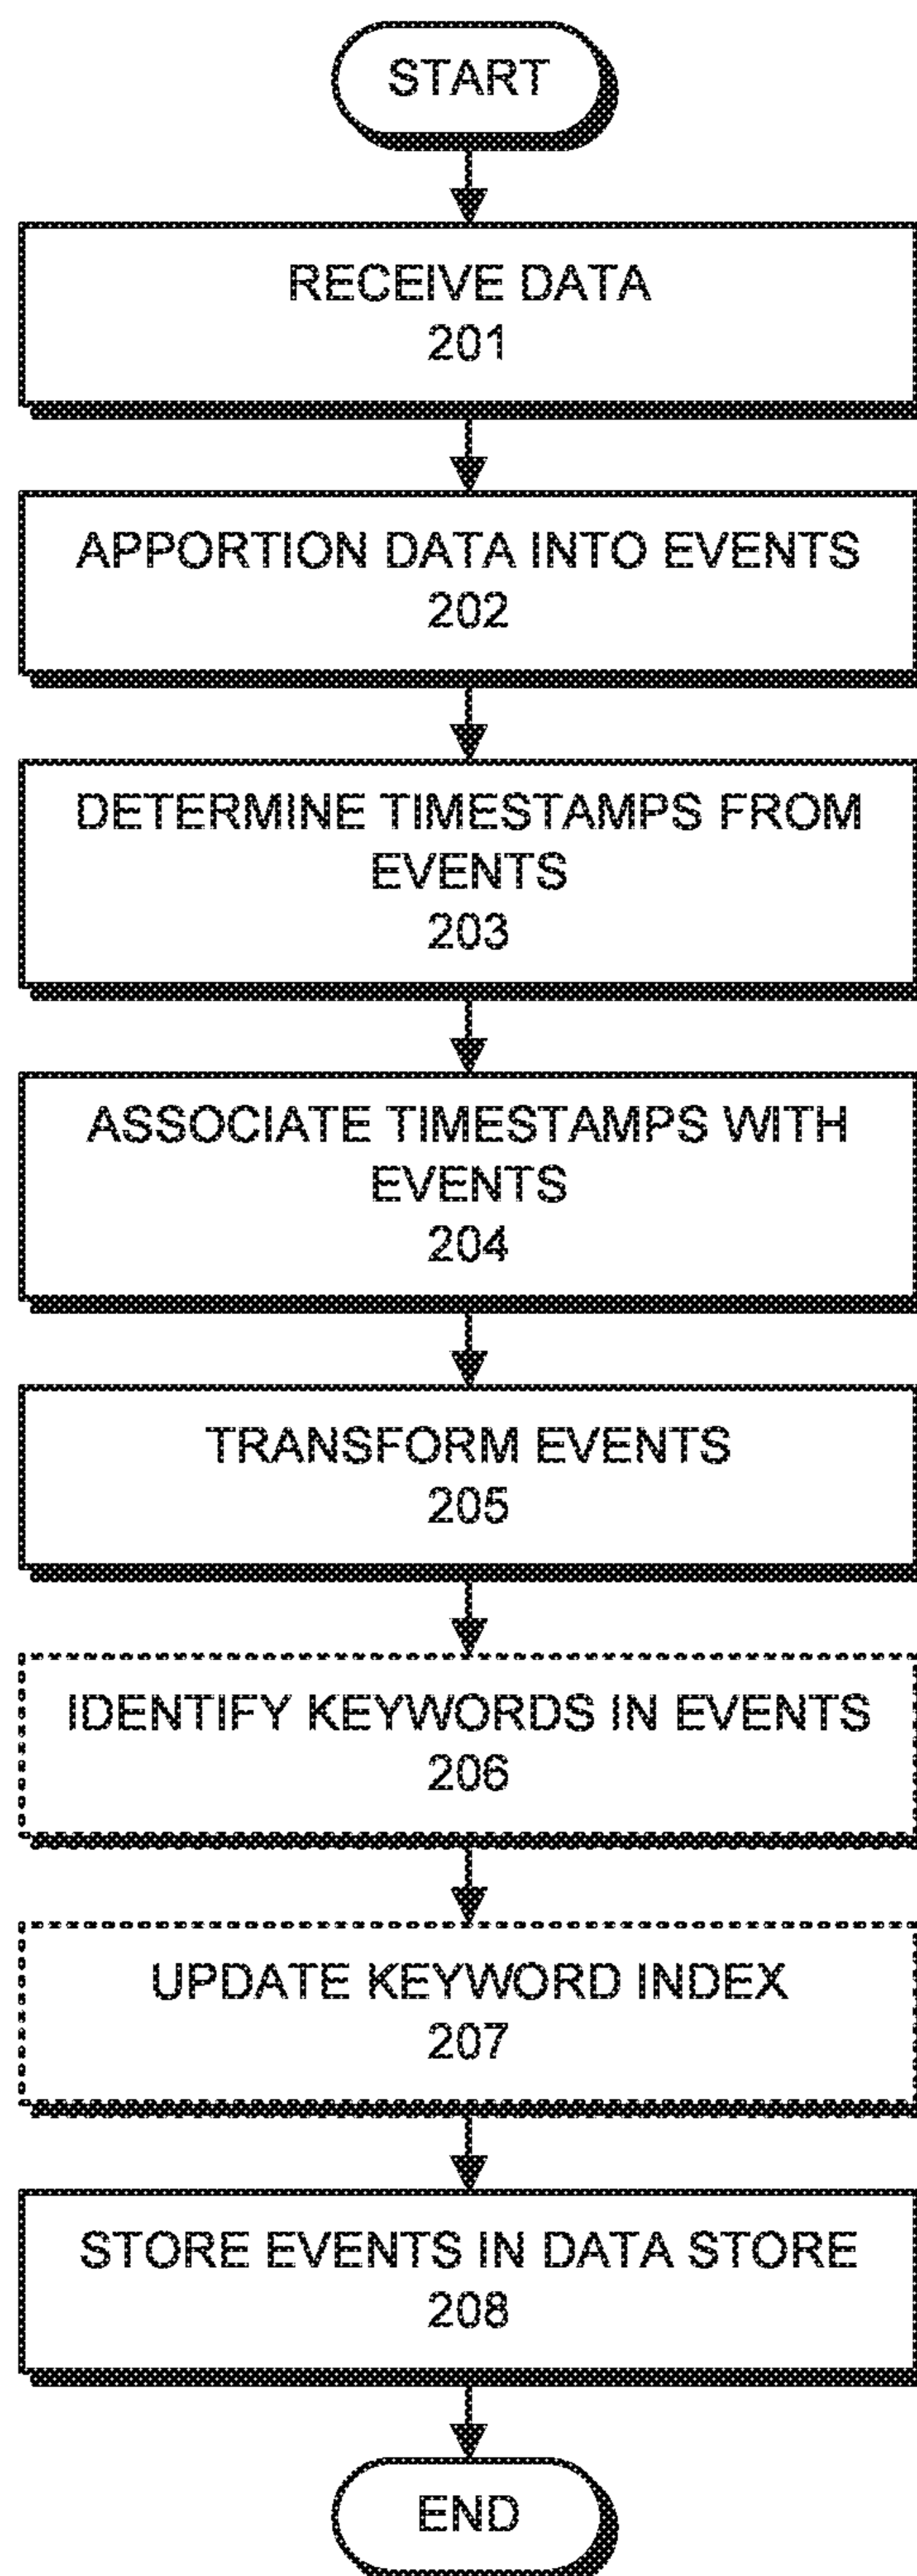 START
RECEIVE DATA
201
APPORTION DATA INTO EVENTS
202
DETERMINE TIMESTAMPS FROM
EVENTS
203
ASSOCIATE TIMESTAMPS WITH
EVENTS
204
TRANSFORM EVENTS
205
IDENTIFY KEYWORDS IN EVENTS
206
UPDATE KEYWORD INDEX
207
STORE EVENTS IN DATA STORE
208
END